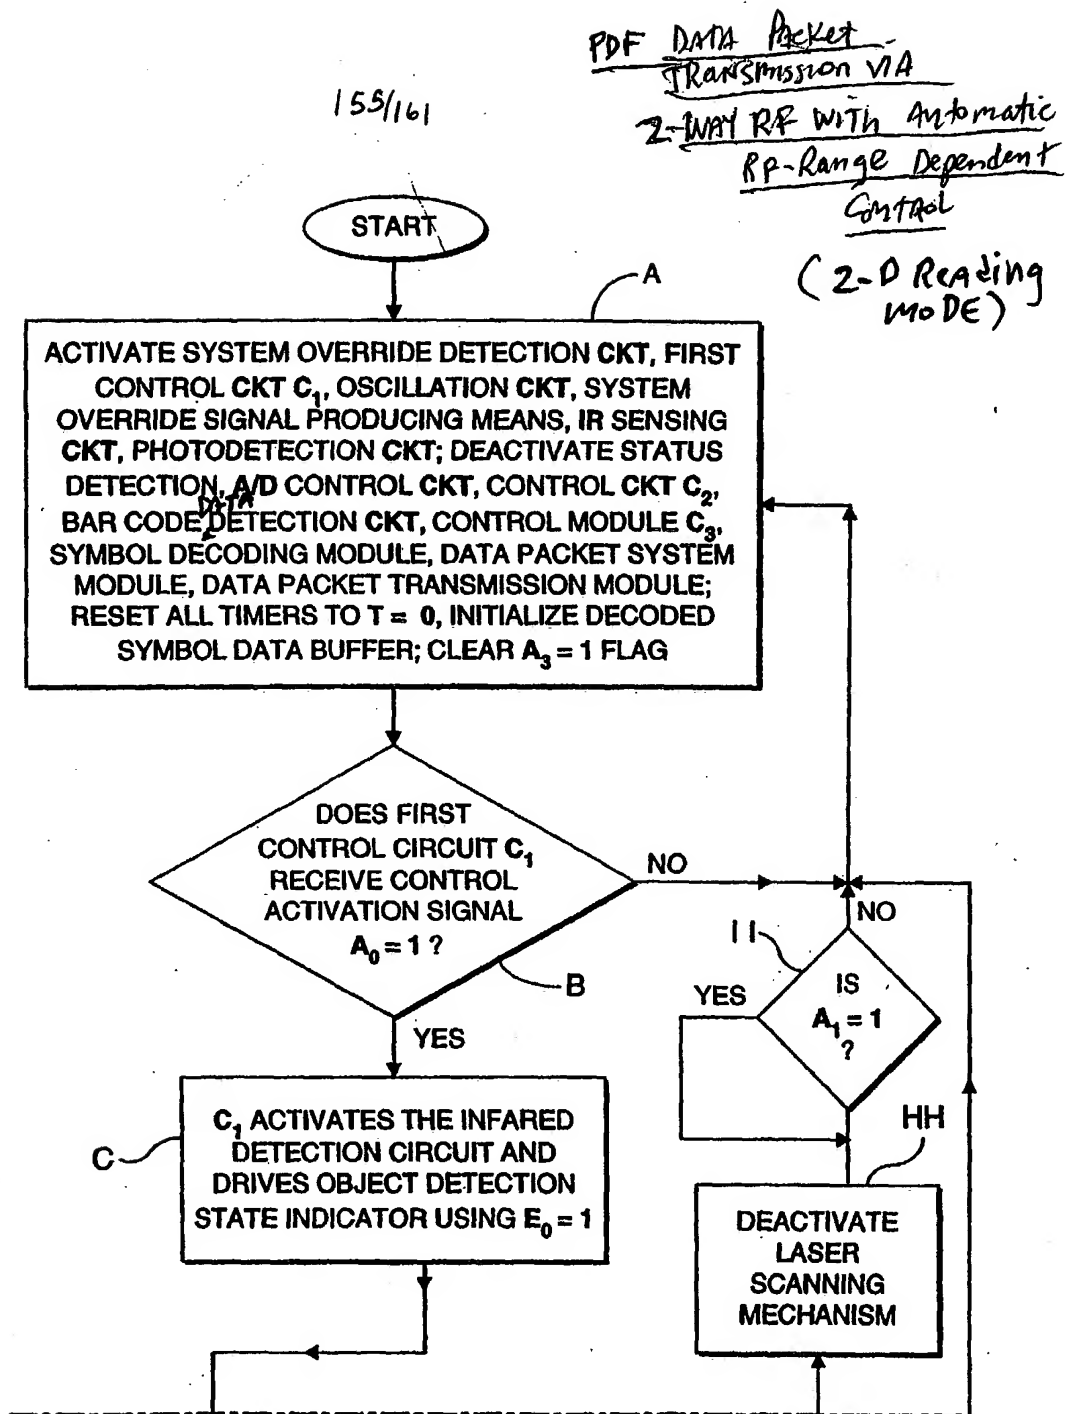 PDF DATA Packet
TRANSMISSION VIA
2-WAY RF WITH Automatic
RF-Range Dependent
Control
(2-D Reading
MODE)
155/161
START
A
ACTIVATE SYSTEM OVERRIDE DETECTION CKT, FIRST
CONTROL CKT C₁, OSCILLATION CKT, SYSTEM
OVERRIDE SIGNAL PRODUCING MEANS, IR SENSING
CKT, PHOTODETECTION CKT; DEACTIVATE STATUS
DETECTION, A/D CONTROL CKT, CONTROL CKT C₂,
DATA
BAR CODE DETECTION CKT, CONTROL MODULE C₃,
SYMBOL DECODING MODULE, DATA PACKET SYSTEM
MODULE, DATA PACKET TRANSMISSION MODULE;
RESET ALL TIMERS TO T = 0, INITIALIZE DECODED
SYMBOL DATA BUFFER; CLEAR A₃ = 1 FLAG
DOES FIRST
CONTROL CIRCUIT C₁
RECEIVE CONTROL
ACTIVATION SIGNAL
A₀ = 1 ?
NO
B
YES
NO
II
IS
A₁ = 1
?
YES
C₁ ACTIVATES THE INFARED
DETECTION CIRCUIT AND
DRIVES OBJECT DETECTION
STATE INDICATOR USING E₀ = 1
C
HH
DEACTIVATE
LASER
SCANNING
MECHANISM